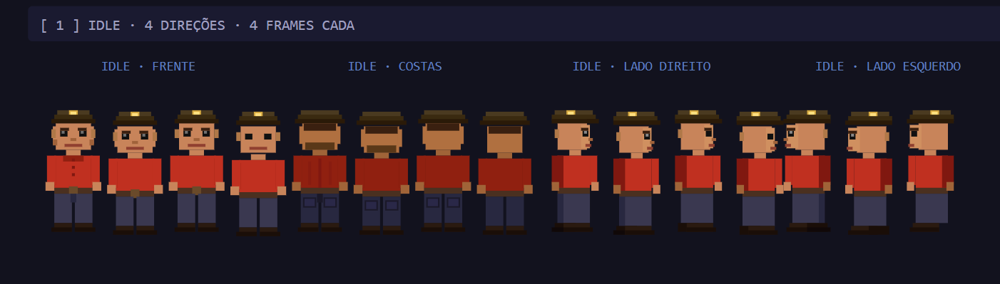 [ 1 ] IDLE · 4 DIREÇÕES · 4 FRAMES CADA
IDLE · FRENTE
IDLE · COSTAS
IDLE · LADO DIREITO
IDLE · LADO ESQUERDO